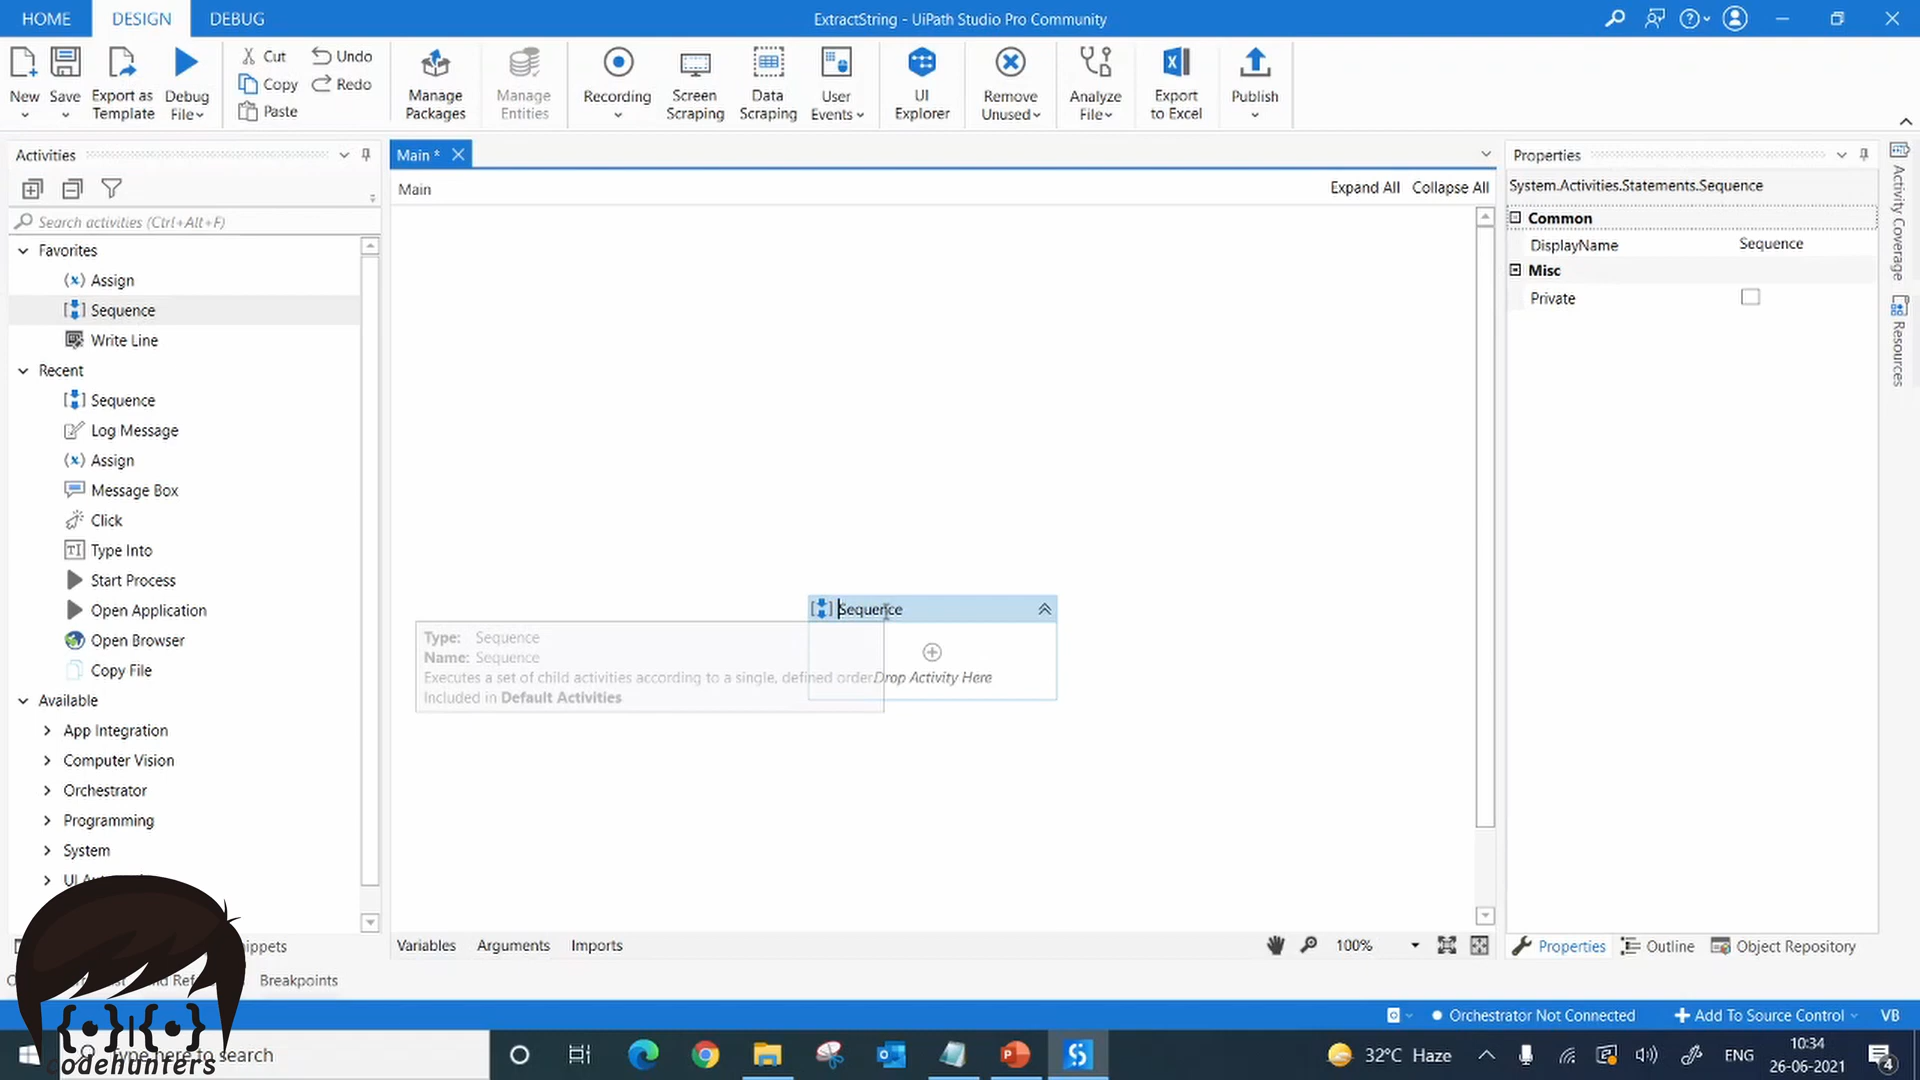 HOME DESIGN DEBUG
ExtractString - UiPath Studio Pro Community
New
Save
Export as Template
Debug File
Cut
Copy
Paste
Undo
Redo
Manage Packages
Manage Entities
Recording
Screen Scraping
Data Scraping
User Events
UI Explorer
Remove Unused
Analyze File
Export to Excel
Publish
Activities
Search activities (Ctrl+Alt+F)
Favorites
Assign
Sequence
Write Line
Recent
Sequence
Log Message
Assign
Message Box
Click
Type Into
Start Process
Open Application
Open Browser
Copy File
Available
App Integration
Computer Vision
Orchestrator
Programming
System
Breakpoints
Main *
Main
Expand All Collapse All
Sequence
Type: Sequence
Name: Sequence
Executes a set of child activities according to a single, defined order
Included in Default Activities
Drop Activity Here
Variables Arguments Imports
100%
Properties
System.Activities.Statements.Sequence
Common
DisplayName Sequence
Misc
Private
Properties Outline Object Repository
Activity Coverage
Resources
Orchestrator Not Connected
Add To Source Control
VB
Type here to search
codehunters
32°C Haze
ENG
10:34
26-06-2021
4